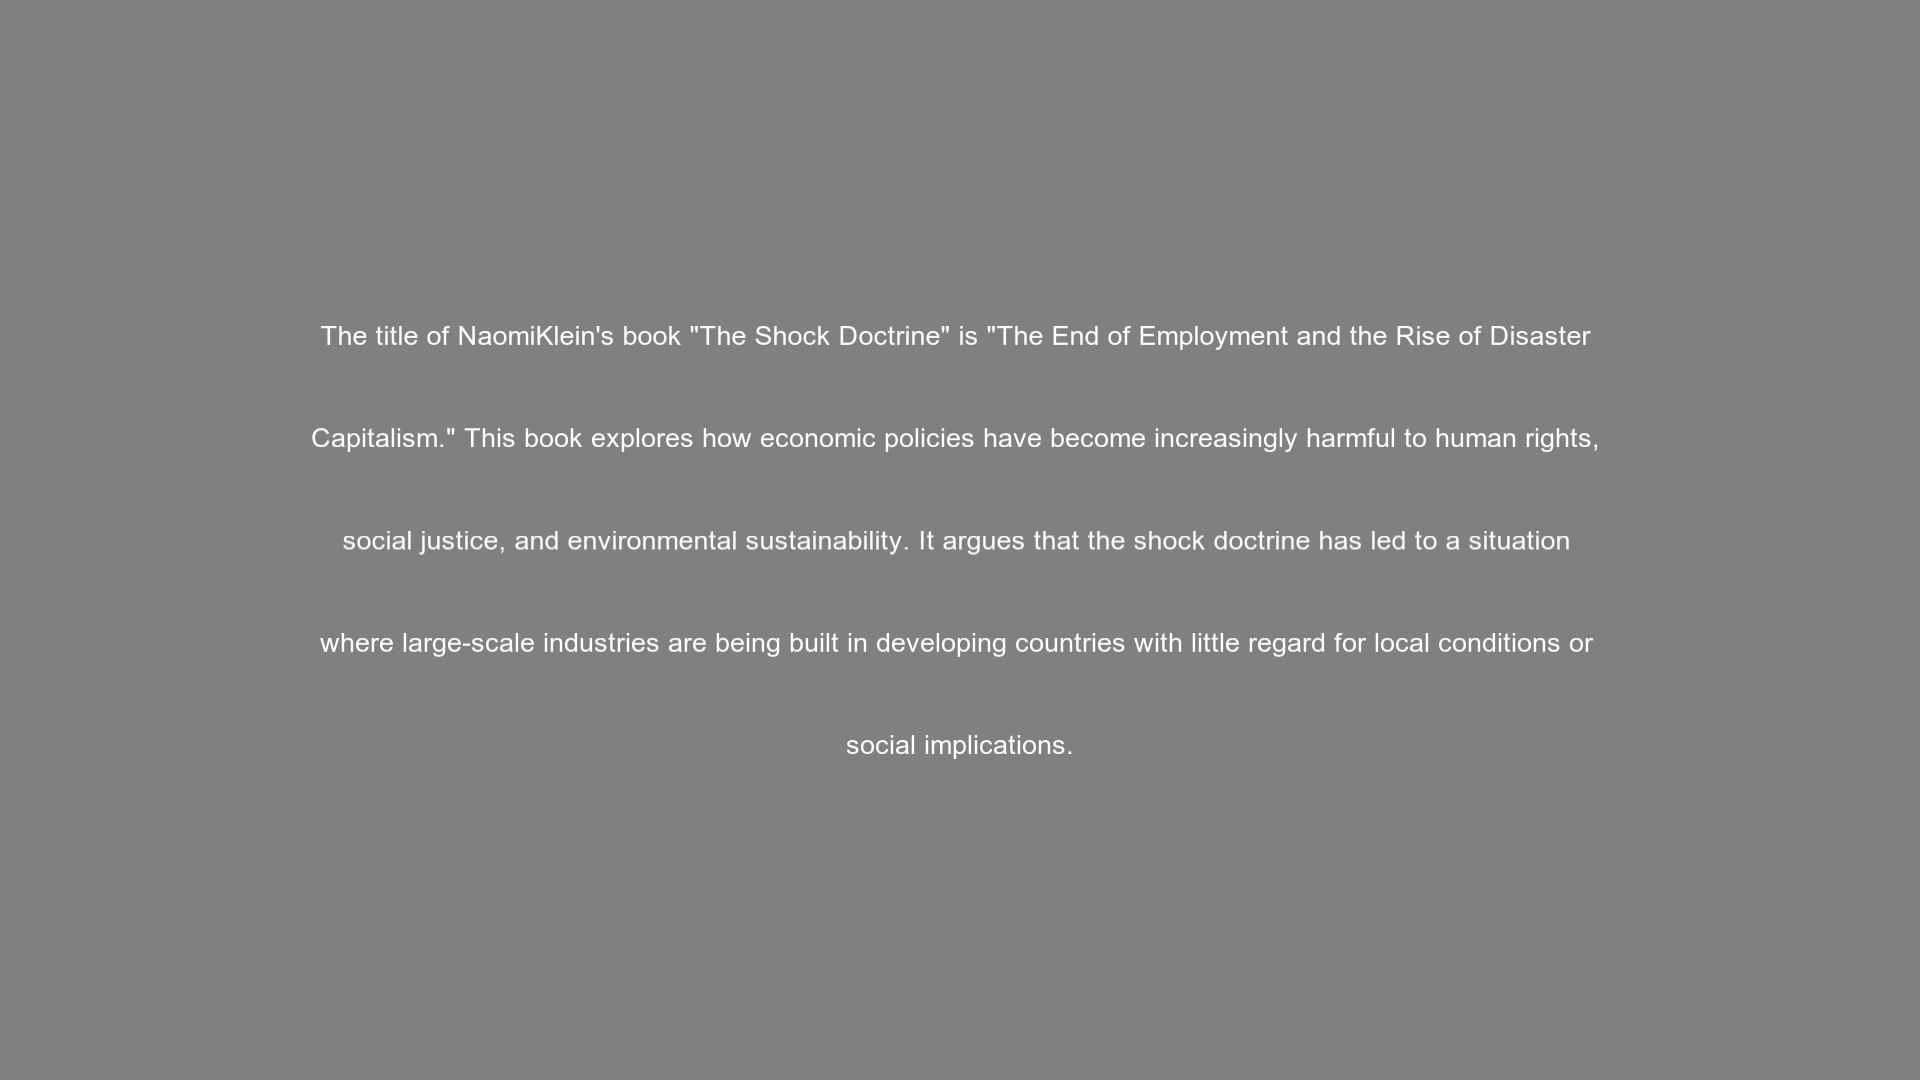 The title of NaomiKlein's book "The Shock Doctrine" is "The End of Employment and the Rise of Disaster
Capitalism." This book explores how economic policies have become increasingly harmful to human rights,
social justice, and environmental sustainability. It argues that the shock doctrine has led to a situation
where large-scale industries are being built in developing countries with little regard for local conditions or
social implications.